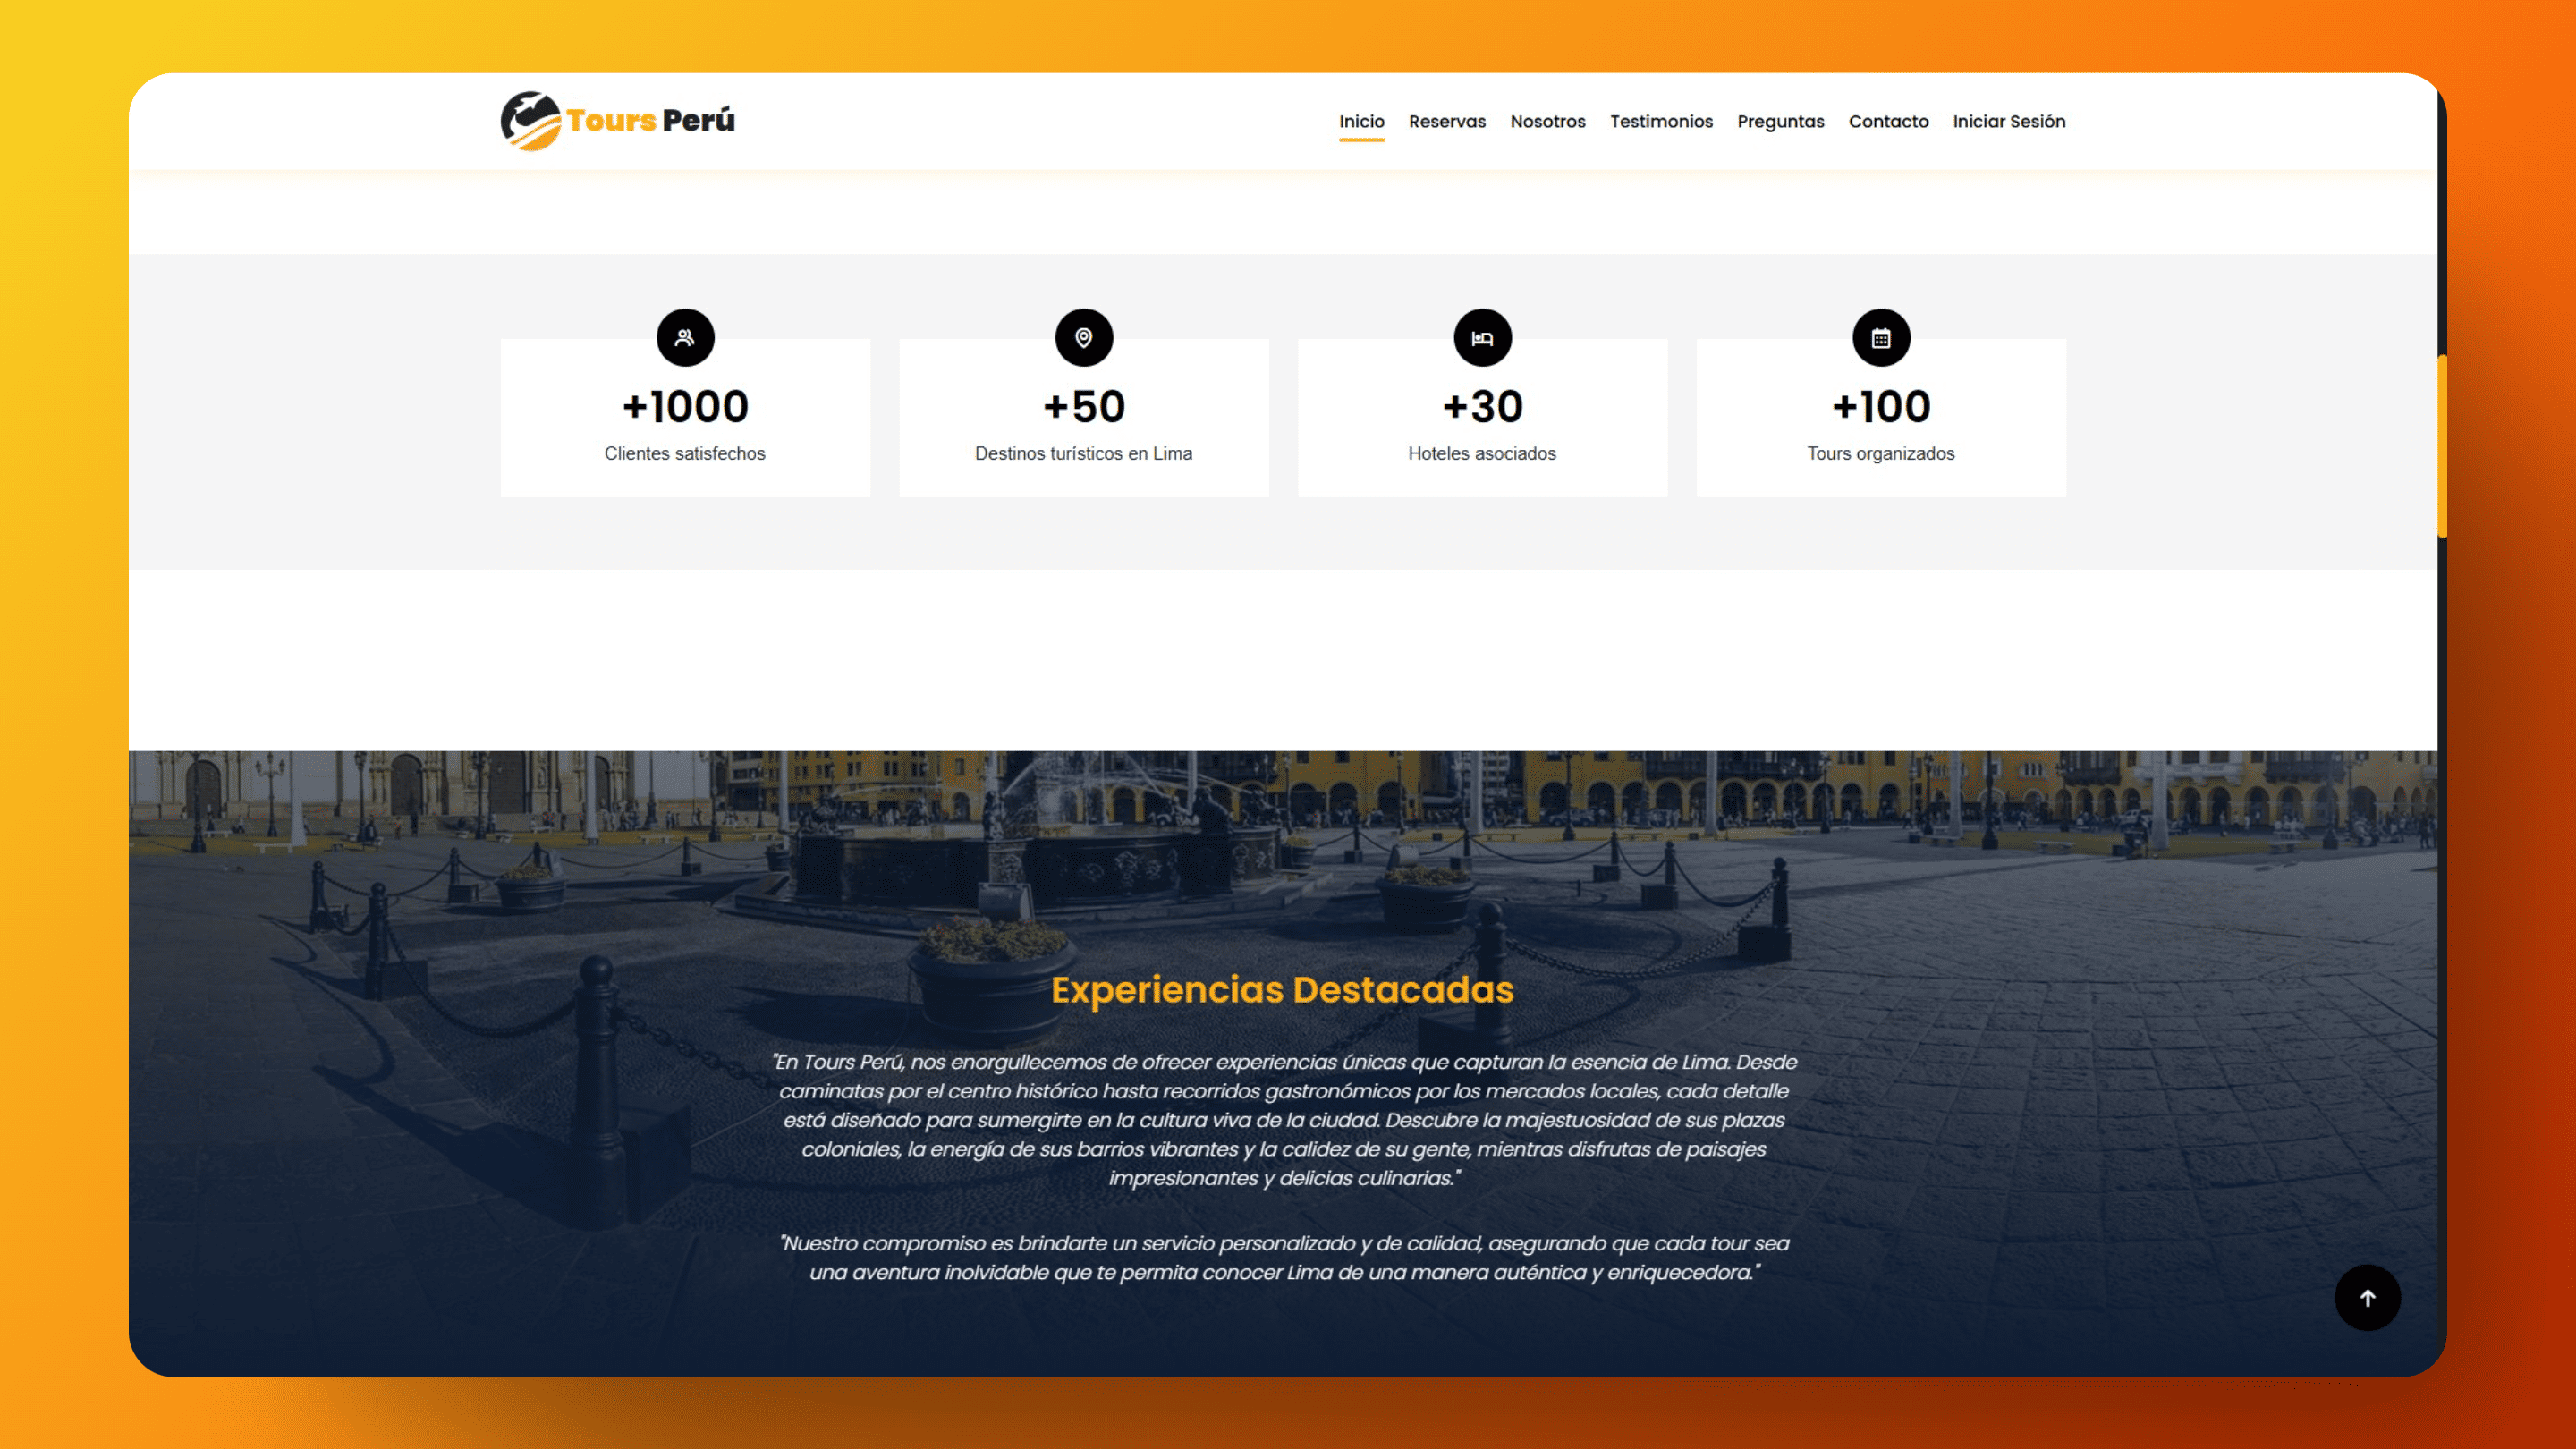 Tours Perú
Inicio Reservas Nosotros Testimonios Preguntas Contacto Iniciar Sesión
+1000 +50 +30 +100
Clientes satisfechos Destinos turísticos en Lima Hoteles asociados Tours organizados
Experiencias Destacadas
"En Tours Perú, nos enorgullecemos de ofrecer experiencias únicas que capturan la esencia de Lima. Desde
caminatas por el centro histórico hasta recorridos gastronómicos por los mercados locales, cada detalle
está diseñado para sumergirte en la cultura viva de la ciudad. Descubre la majestuosidad de sus plazas
coloniales, la energía de sus barrios vibrantes y la calidez de su gente, mientras disfrutas de paisajes
impresionantes y delicias culinarias."
"Nuestro compromiso es brindarte un servicio personalizado y de calidad, asegurando que cada tour sea
una aventura inolvidable que te permita conocer Lima de una manera auténtica y enriquecedora."